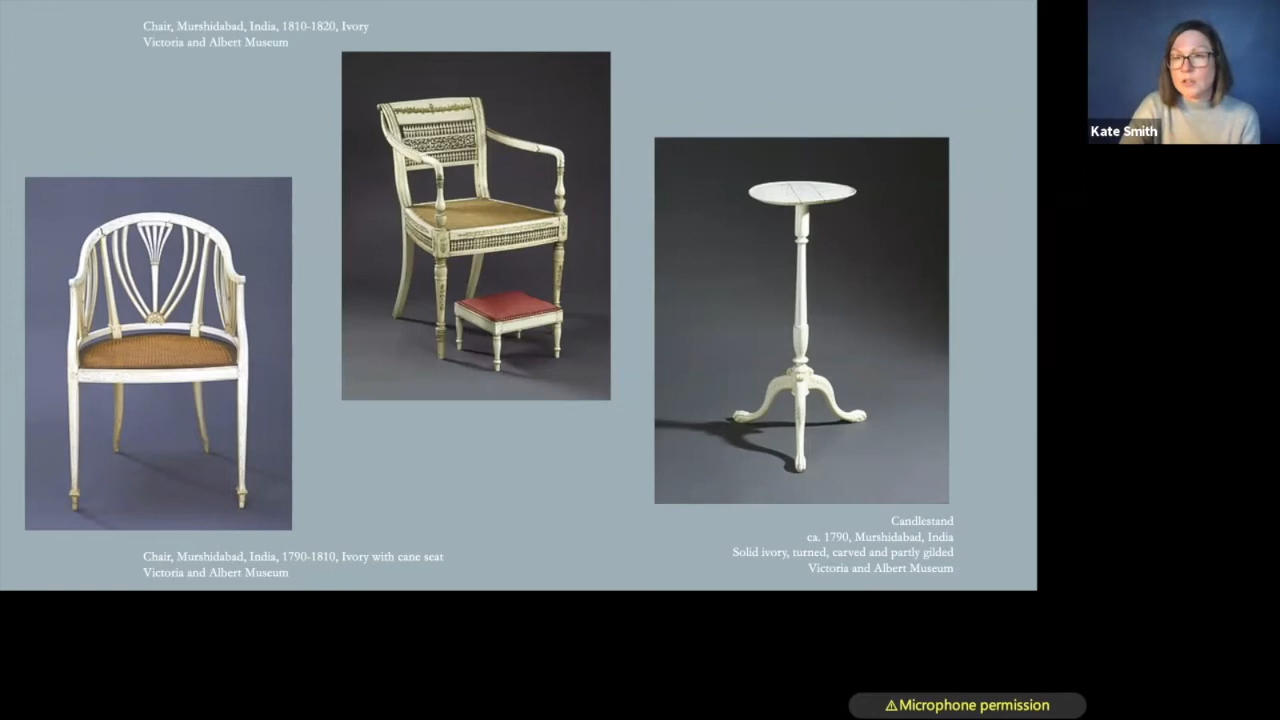 Chair, Murshidabad, India, 1810-1820, Ivory
Victoria and Albert Museum
Kate Smith
Candlestand
ca. 1790, Murshidabad, India
Solid ivory, turned, carved and partly gilded
Victoria and Albert Museum
Chair, Murshidabad, India, 1790-1810, Ivory with cane seat
Victoria and Albert Museum
⚠Microphone permission